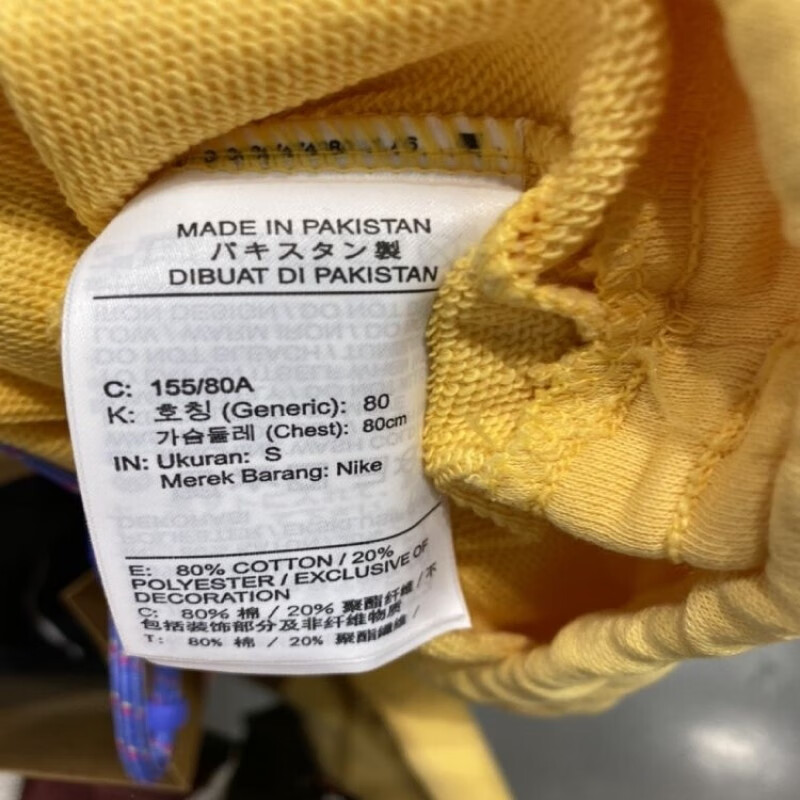 MADE IN PAKISTAN
パキスタン製
DIBUAT DI PAKISTAN
C: 155/80A
K: 호칭 (Generic): 80
가슴둘레 (Chest): 80cm
IN: Ukuran: S
Merek Barang: Nike
E: 80% COTTON / 20%
POLYESTER / EXCLUSIVE OF
DECORATION
C: 80% 棉 / 20% 聚酯纤维 / 不
包括装饰部分及非纤维物质
T: 80% 棉 / 20% 聚酯纖維 /